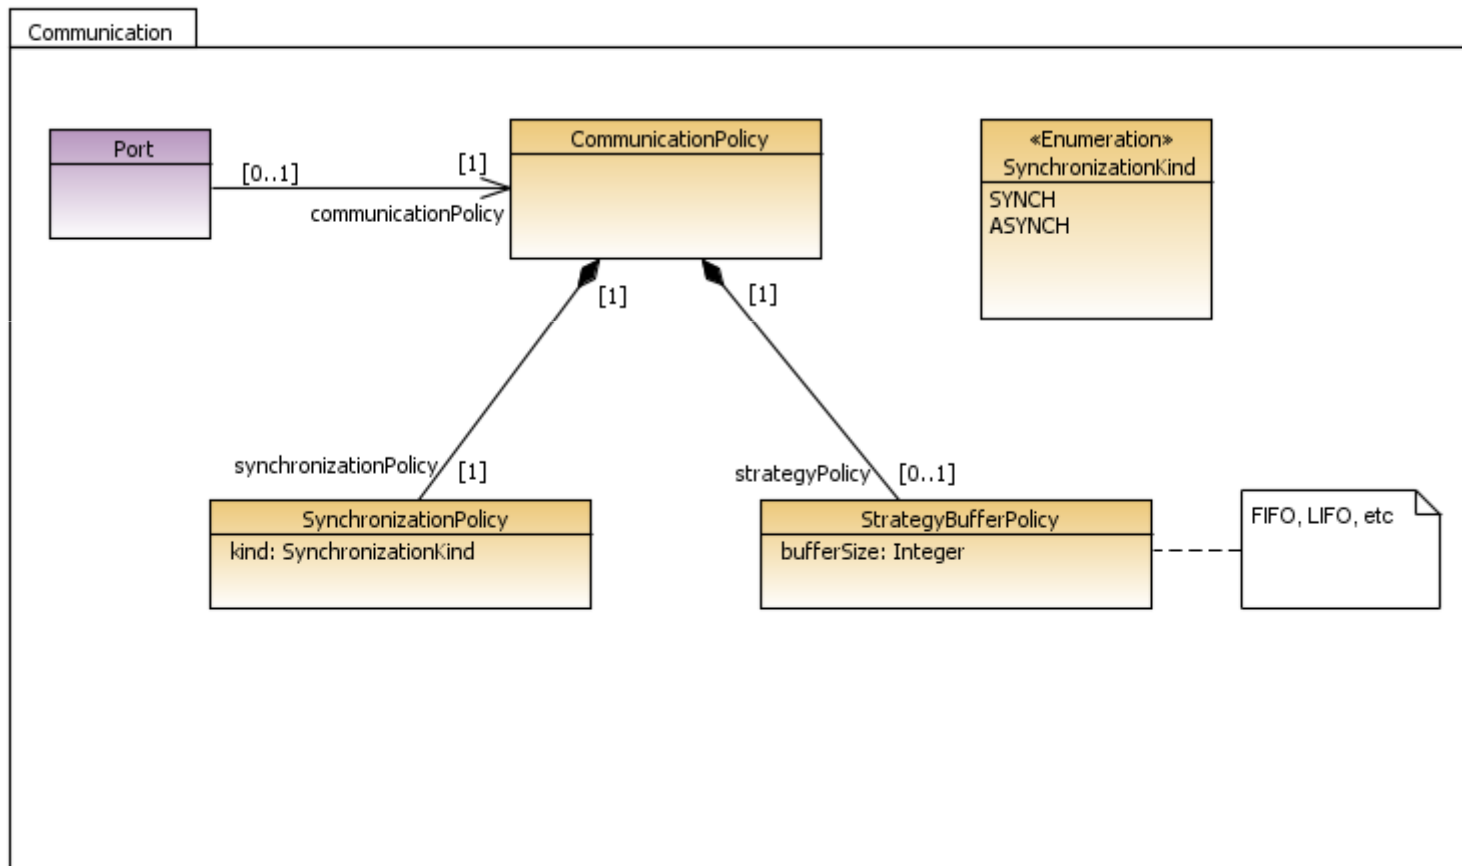 Communication
Port
[0..1]
[1]
communicationPolicy
CommunicationPolicy
«Enumeration»
SynchronizationKind
SYNCH
ASYNCH
[1]
[1]
synchronizationPolicy
[1]
strategyPolicy
[0..1]
SynchronizationPolicy
kind: SynchronizationKind
StrategyBufferPolicy
bufferSize: Integer
FIFO, LIFO, etc